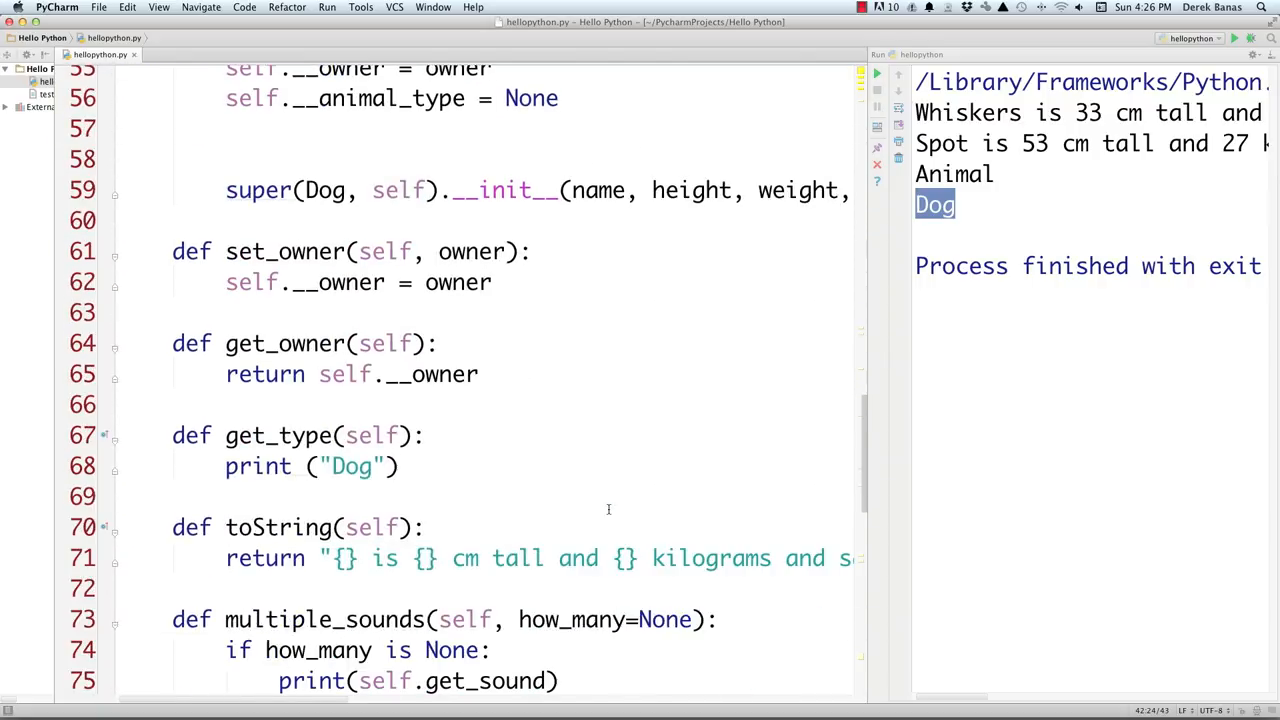 PyCharm File Edit View Navigate Code Refactor Run Tools VCS Window Help
10
Sun 4:26 PM Derek Banas
hellopython.py - Hello Python - [~/PycharmProjects/Hello Python]
Hello Python hellopython.py
hellopython
hellopython.py
Run hellopython
Hello P
hell
test
Extern
55 self.__owner = owner
56 self.__animal_type = None
57
58
59 super(Dog, self).__init__(name, height, weight,
60
61 def set_owner(self, owner):
62 self.__owner = owner
63
64 def get_owner(self):
65 return self.__owner
66
67 def get_type(self):
68 print ("Dog")
69
70 def toString(self):
71 return "{} is {} cm tall and {} kilograms and s
72
73 def multiple_sounds(self, how_many=None):
74 if how_many is None:
75 print(self.get_sound)
/Library/Frameworks/Python.
Whiskers is 33 cm tall and
Spot is 53 cm tall and 27 k
Animal
Dog
Process finished with exit
42:24/43 LF UTF-8